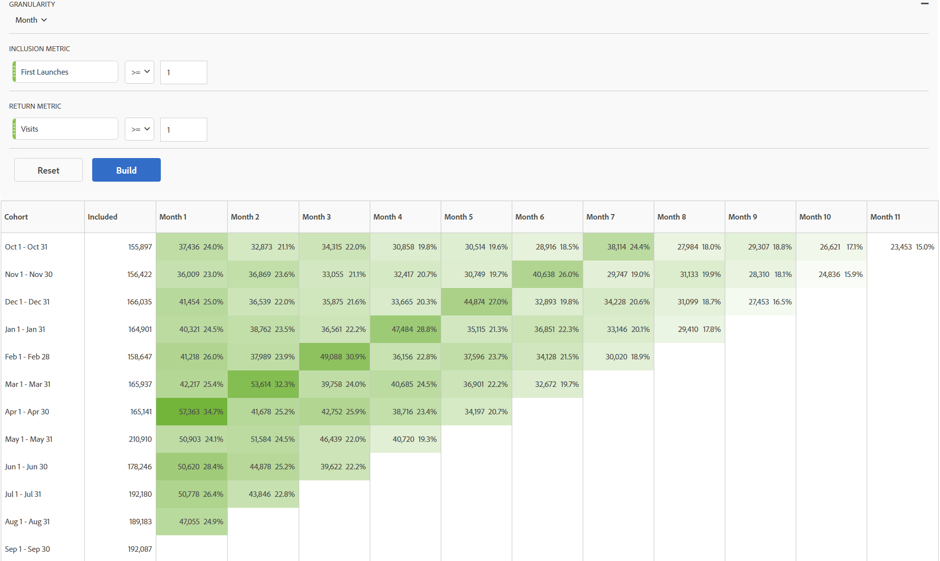 GRANULARITY
Month
INCLUSION METRIC
First Launches >= 1
RETURN METRIC
Visits >= 1
Reset Build
Cohort Included Month 1 Month 2 Month 3 Month 4 Month 5 Month 6 Month 7 Month 8 Month 9 Month 10 Month 11
Oct 1 - Oct 31 155,897 37,436 24.0% 32,873 21.1% 34,315 22.0% 30,858 19.8% 30,514 19.6% 28,916 18.5% 38,114 24.4% 27,984 18.0% 29,307 18.8% 26,621 17.1% 23,453 15.0%
Nov 1 - Nov 30 156,422 36,009 23.0% 36,869 23.6% 33,055 21.1% 32,417 20.7% 30,749 19.7% 40,638 26.0% 29,747 19.0% 31,133 19.9% 28,310 18.1% 24,836 15.9%
Dec 1 - Dec 31 166,035 41,454 25.0% 36,539 22.0% 35,875 21.6% 33,665 20.3% 44,874 27.0% 32,893 19.8% 34,228 20.6% 31,099 18.7% 27,453 16.5%
Jan 1 - Jan 31 164,901 40,321 24.5% 38,762 23.5% 36,561 22.2% 47,484 28.8% 35,115 21.3% 36,851 22.3% 33,146 20.1% 29,410 17.8%
Feb 1 - Feb 28 158,647 41,218 26.0% 37,989 23.9% 49,088 30.9% 36,156 22.8% 37,596 23.7% 34,128 21.5% 30,020 18.9%
Mar 1 - Mar 31 165,937 42,217 25.4% 53,614 32.3% 39,758 24.0% 40,685 24.5% 36,901 22.2% 32,672 19.7%
Apr 1 - Apr 30 165,141 57,363 34.7% 41,678 25.2% 42,752 25.9% 38,716 23.4% 34,197 20.7%
May 1 - May 31 210,910 50,903 24.1% 51,584 24.5% 46,439 22.0% 40,720 19.3%
Jun 1 - Jun 30 178,246 50,620 28.4% 44,878 25.2% 39,622 22.2%
Jul 1 - Jul 31 192,180 50,778 26.4% 43,846 22.8%
Aug 1 - Aug 31 189,183 47,055 24.9%
Sep 1 - Sep 30 192,087